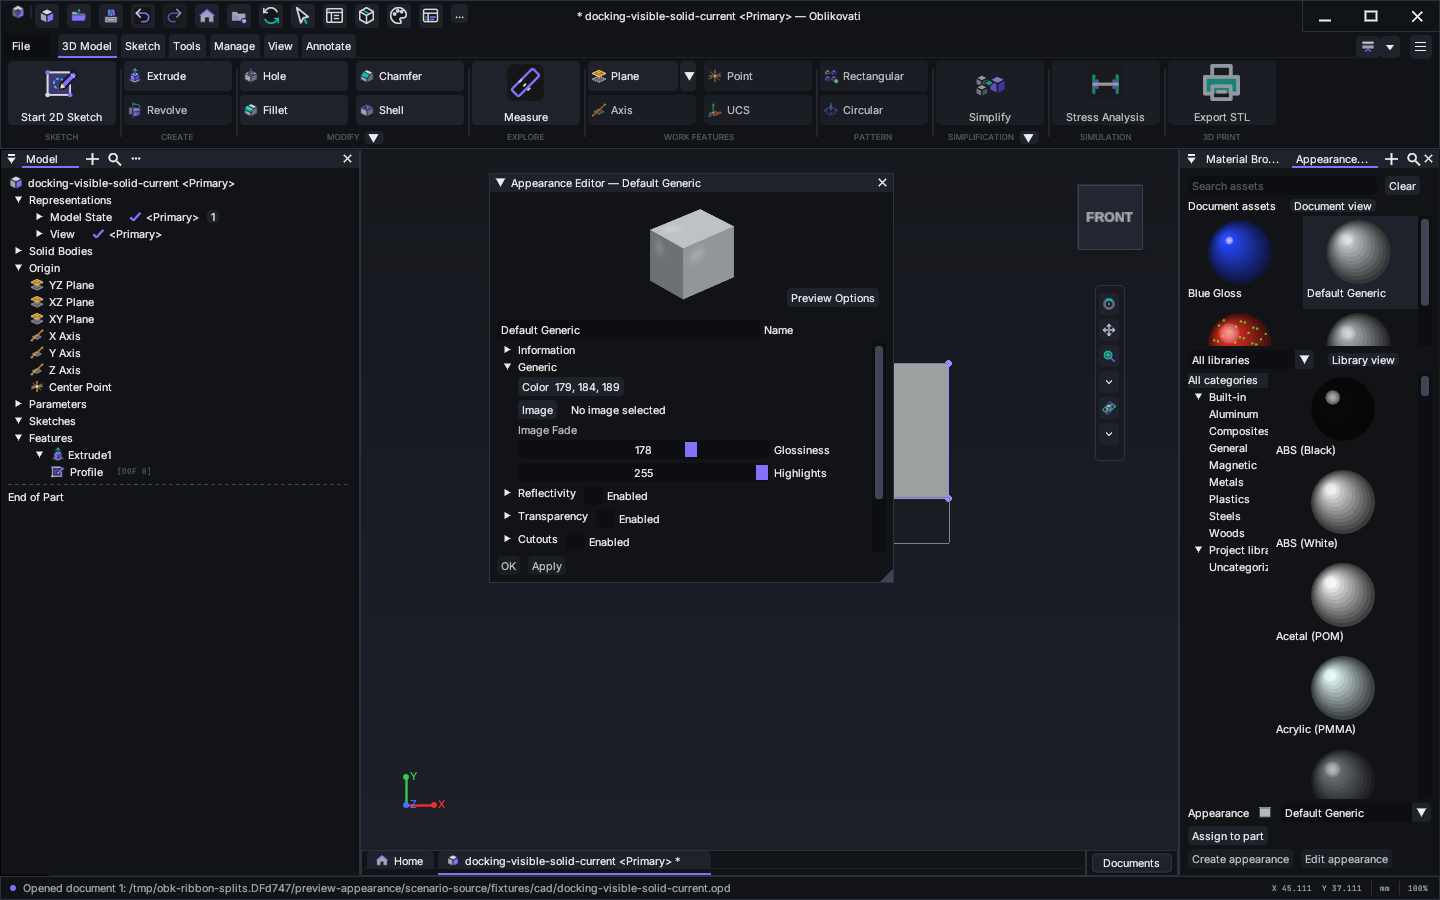 * docking-visible-solid-current <Primary> — Oblikovati
File
3D Model
Sketch
Tools
Manage
View
Annotate
Start 2D Sketch
Extrude
Revolve
Hole
Fillet
Chamfer
Shell
Measure
Plane
Axis
Point
UCS
Rectangular
Circular
Simplify
Stress Analysis
Export STL
SKETCH
CREATE
MODIFY
EXPLORE
WORK FEATURES
PATTERN
SIMPLIFICATION
SIMULATION
3D PRINT
Model
docking-visible-solid-current <Primary>
Representations
Model State <Primary> 1
View <Primary>
Solid Bodies
Origin
YZ Plane
XZ Plane
XY Plane
X Axis
Y Axis
Z Axis
Center Point
Parameters
Sketches
Features
Extrude1
Profile [DOF 0]
End of Part
Appearance Editor — Default Generic
Preview Options
Default Generic Name
Information
Generic
Color 179, 184, 189
Image No image selected
Image Fade
178 Glossiness
255 Highlights
Reflectivity Enabled
Transparency Enabled
Cutouts Enabled
OK Apply
FRONT
Y
Z
X
Material Bro... Appearance...
Search assets Clear
Document assets Document view
Blue Gloss
Default Generic
All libraries Library view
All categories
Built-in
Aluminum
Composites
General
Magnetic
Metals
Plastics
Steels
Woods
Project libra
Uncategoriz
ABS (Black)
ABS (White)
Acetal (POM)
Acrylic (PMMA)
Appearance Default Generic
Assign to part
Create appearance Edit appearance
Home
docking-visible-solid-current <Primary> *
Documents
Opened document 1: /tmp/obk-ribbon-splits.DFd747/preview-appearance/scenario-source/fixtures/cad/docking-visible-solid-current.opd
X 45.111 Y 37.111 mm 100%